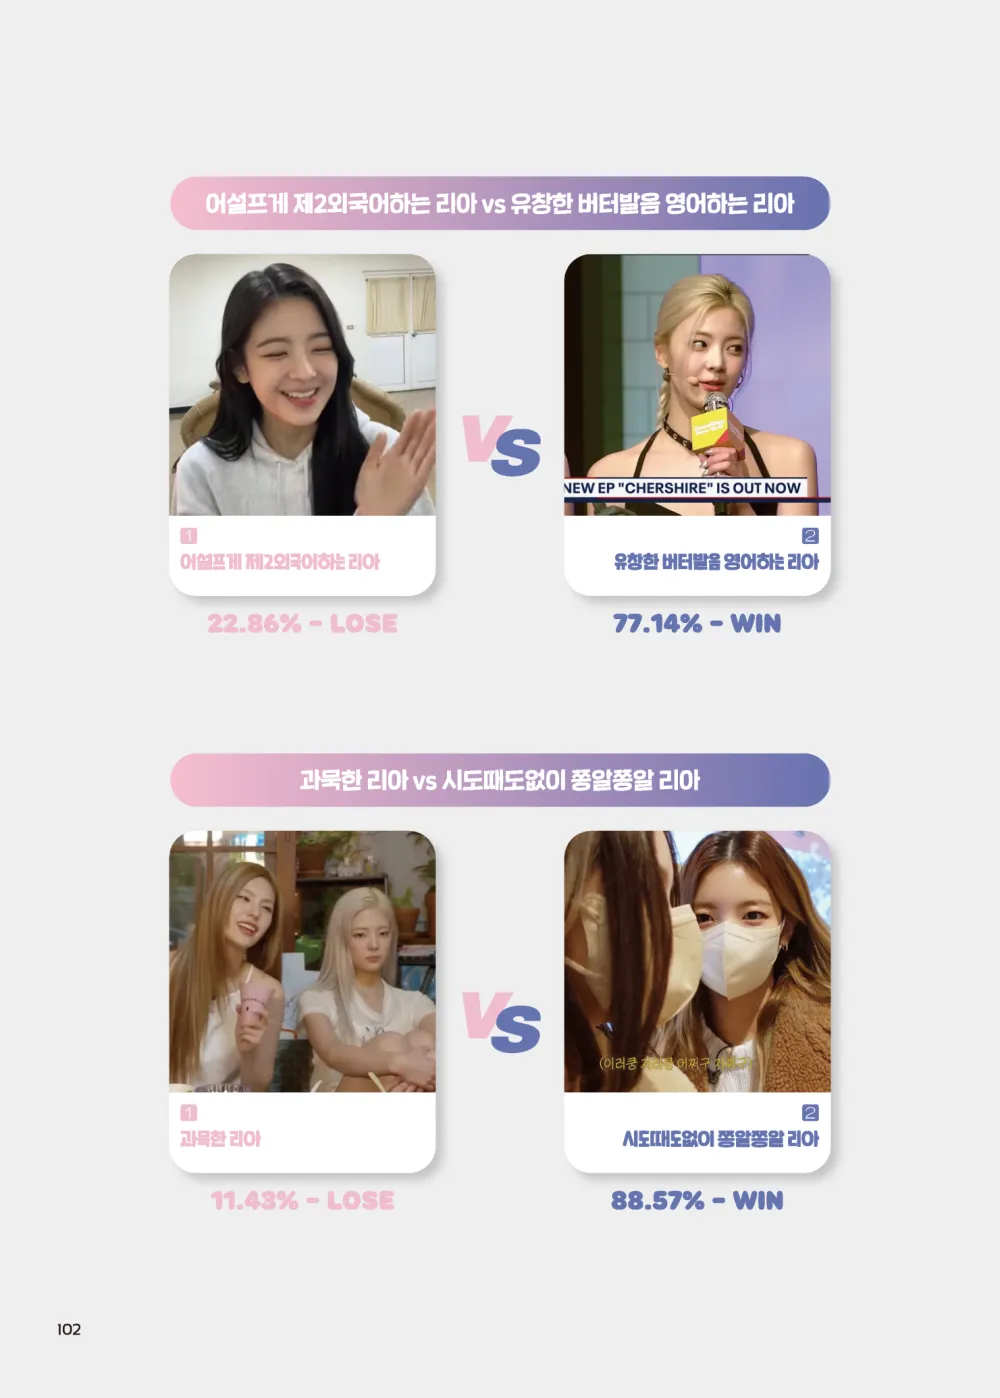 어설프게 제2외국어하는 리아 vs 유창한 버터발음 영어하는 리아
VS
NEW EP "CHERSHIRE" IS OUT NOW
1
어설프게 제2외국어하는 리아
2
유창한 버터발음 영어하는 리아
22.86% - LOSE
77.14% - WIN
과묵한 리아 vs 시도때도없이 쫑알쫑알 리아
VS
(이러쿵 저러쿵 어쩌구
1
과묵한 리아
2
시도때도없이 쫑알쫑알 리아
11.43% - LOSE
88.57% - WIN
102